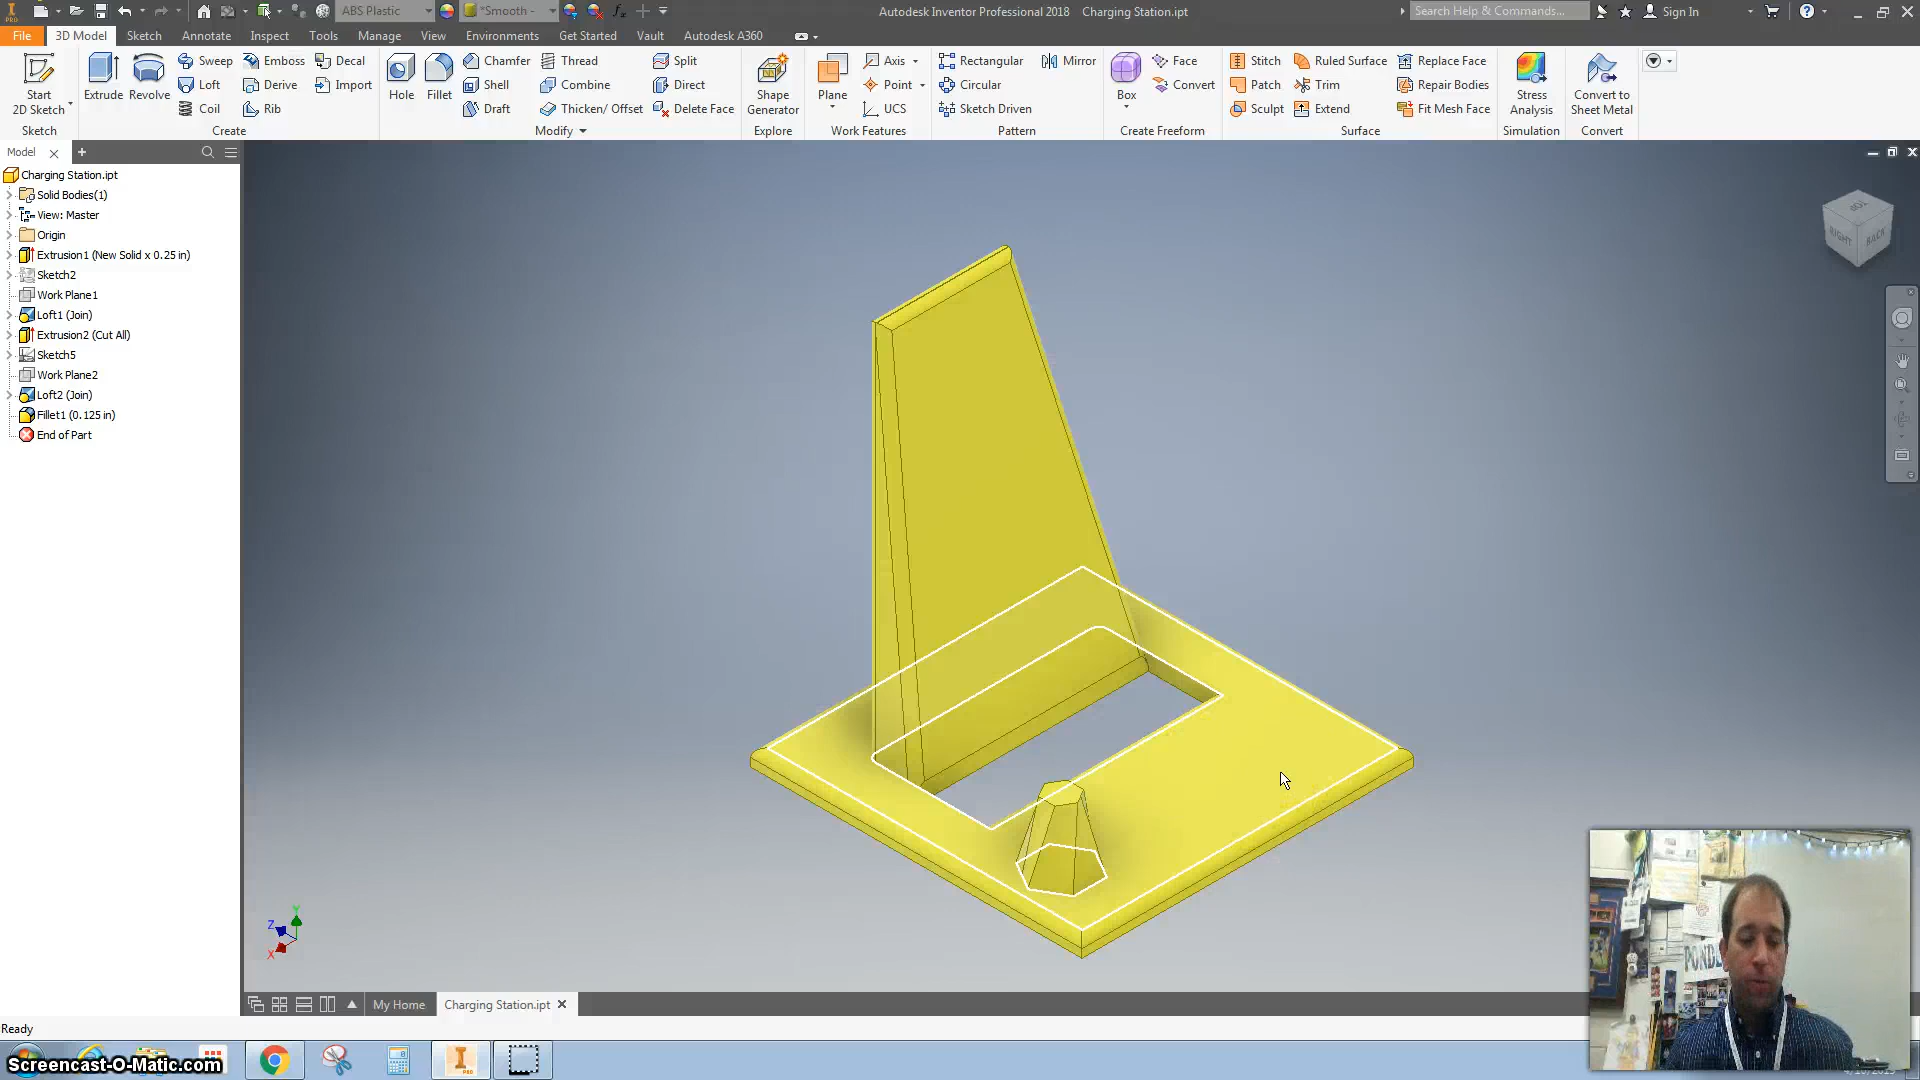 ABS Plastic
*Smooth -
Autodesk Inventor Professional 2018 Charging Station.ipt
Search Help & Commands...
Sign In
PRO
File 3D Model Sketch Annotate Inspect Tools Manage View Environments Get Started Vault Autodesk A360
Start
2D Sketch
Sketch
Extrude
Revolve
Sweep
Loft
Coil
Emboss
Derive
Rib
Decal
Import
Create
Hole
Fillet
Chamfer
Shell
Draft
Thread
Combine
Thicken/ Offset
Split
Direct
Delete Face
Modify
Shape
Generator
Explore
Plane
Axis
Point
UCS
Work Features
Rectangular
Circular
Sketch Driven
Mirror
Pattern
Box
Face
Convert
Create Freeform
Stitch
Patch
Sculpt
Ruled Surface
Trim
Extend
Replace Face
Repair Bodies
Fit Mesh Face
Surface
Stress
Analysis
Simulation
Convert to
Sheet Metal
Convert
Model
Charging Station.ipt
Solid Bodies(1)
View: Master
Origin
Extrusion1 (New Solid x 0.25 in)
Sketch2
Work Plane1
Loft1 (Join)
Extrusion2 (Cut All)
Sketch5
Work Plane2
Loft2 (Join)
Fillet1 (0.125 in)
End of Part
TOP
RIGHT
BACK
Y
Z
X
My Home
Charging Station.ipt
Ready
Screencast-O-Matic.com